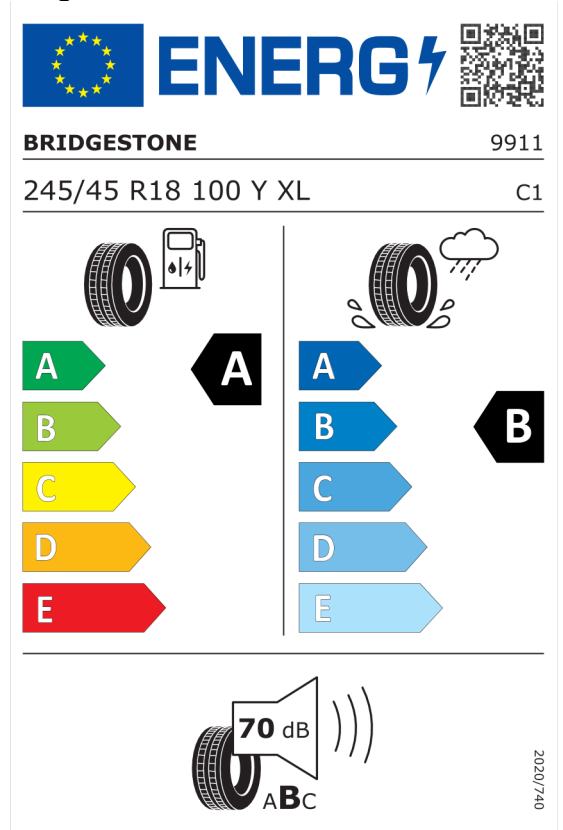 ENERG
BRIDGESTONE 9911
245/45 R18 100 Y XL C1
A A A
B B B
C C
D D
E E
70 dB
ABC
2020/740